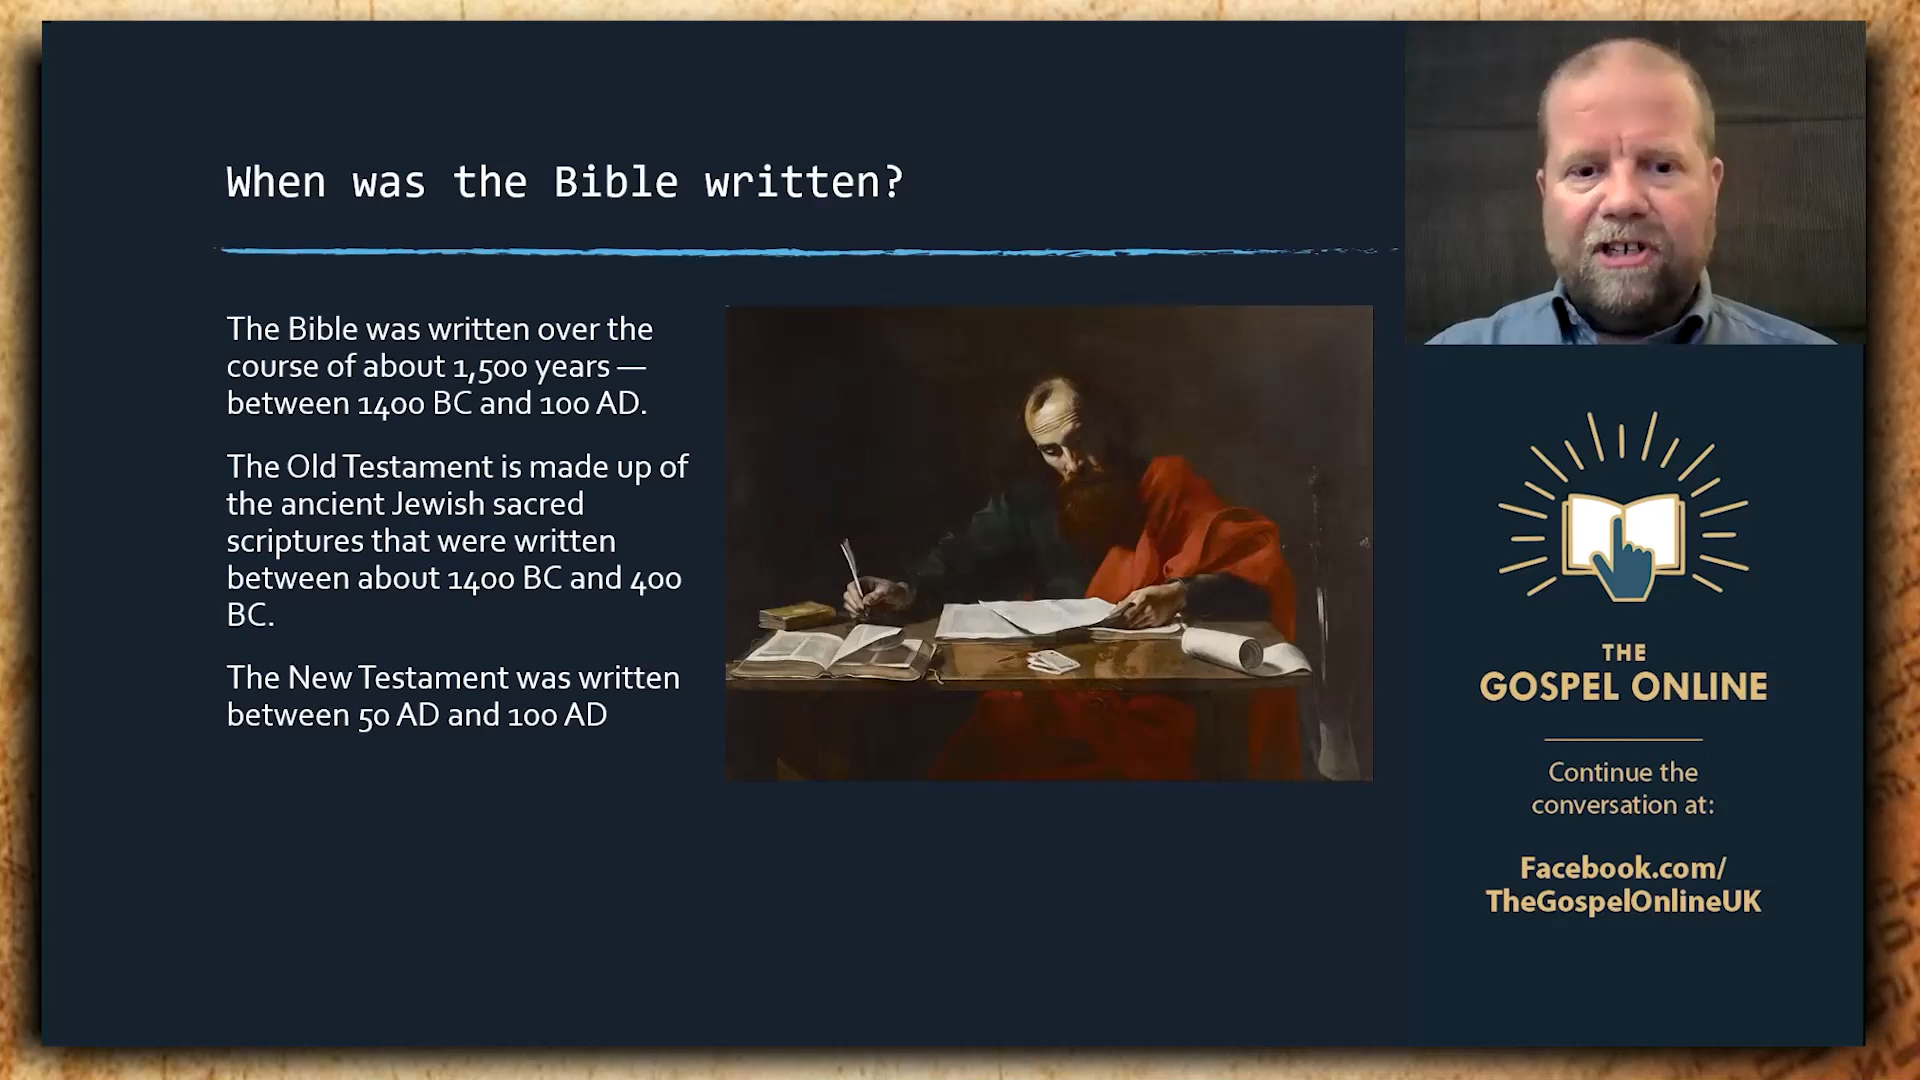 When was the Bible written?
The Bible was written over the
course of about 1,500 years —
between 1400 BC and 100 AD.
The Old Testament is made up of
the ancient Jewish sacred
scriptures that were written
between about 1400 BC and 400
BC.
The New Testament was written
between 50 AD and 100 AD
THE
GOSPEL ONLINE
Continue the
conversation at:
Facebook.com/
TheGospelOnlineUK